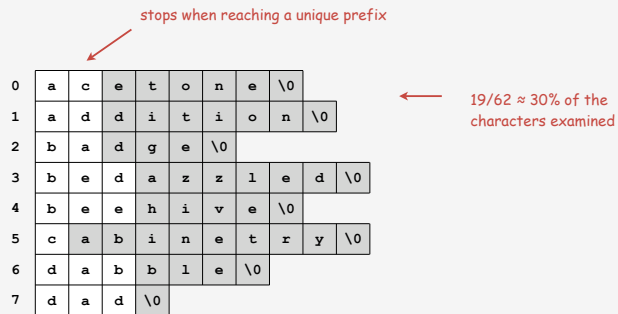 stops when reaching a unique prefix
0 a c e t o n e \0
19/62 ≈ 30% of the
characters examined
1 a d d i t i o n \0
2 b a d g e \0
3 b e d a z z l e d \0
4 b e e h i v e \0
5 c a b i n e t r y \0
6 d a b b l e \0
7 d a d \0